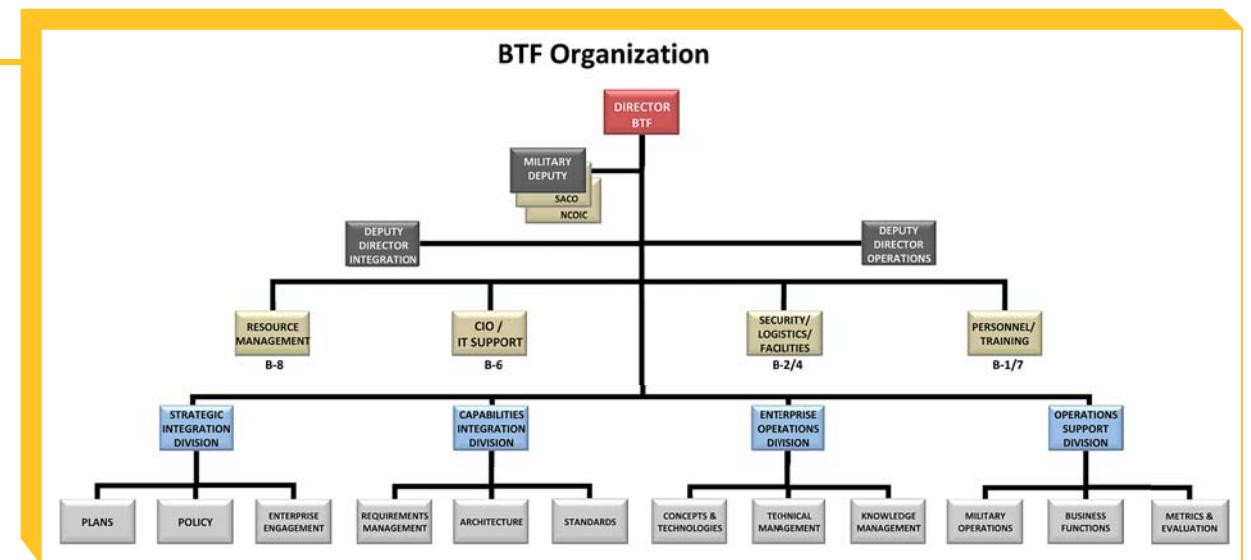 BTF Organization
DIRECTOR
BTF
MILITARY
DEPUTY
SACO
NCOIC
DEPUTY
DIRECTOR
INTEGRATION
DEPUTY
DIRECTOR
OPERATIONS
RESOURCE
MANAGEMENT
B-8
CIO /
IT SUPPORT
B-6
SECURITY/
LOGISTICS/
FACILITIES
B-2/4
PERSONNEL/
TRAINING
B-1/7
STRATEGIC
INTEGRATION
DIVISION
CAPABILITIES
INTEGRATION
DIVISION
ENTERPRISE
OPERATIONS
DIVISION
OPERATIONS
SUPPORT
DIVISION
PLANS
POLICY
ENTERPRISE
ENGAGEMENT
REQUIREMENTS
MANAGEMENT
ARCHITECTURE
STANDARDS
CONCEPTS &
TECHNOLOGIES
TECHNICAL
MANAGEMENT
KNOWLEDGE
MANAGEMENT
MILITARY
OPERATIONS
BUSINESS
FUNCTIONS
METRICS &
EVALUATION